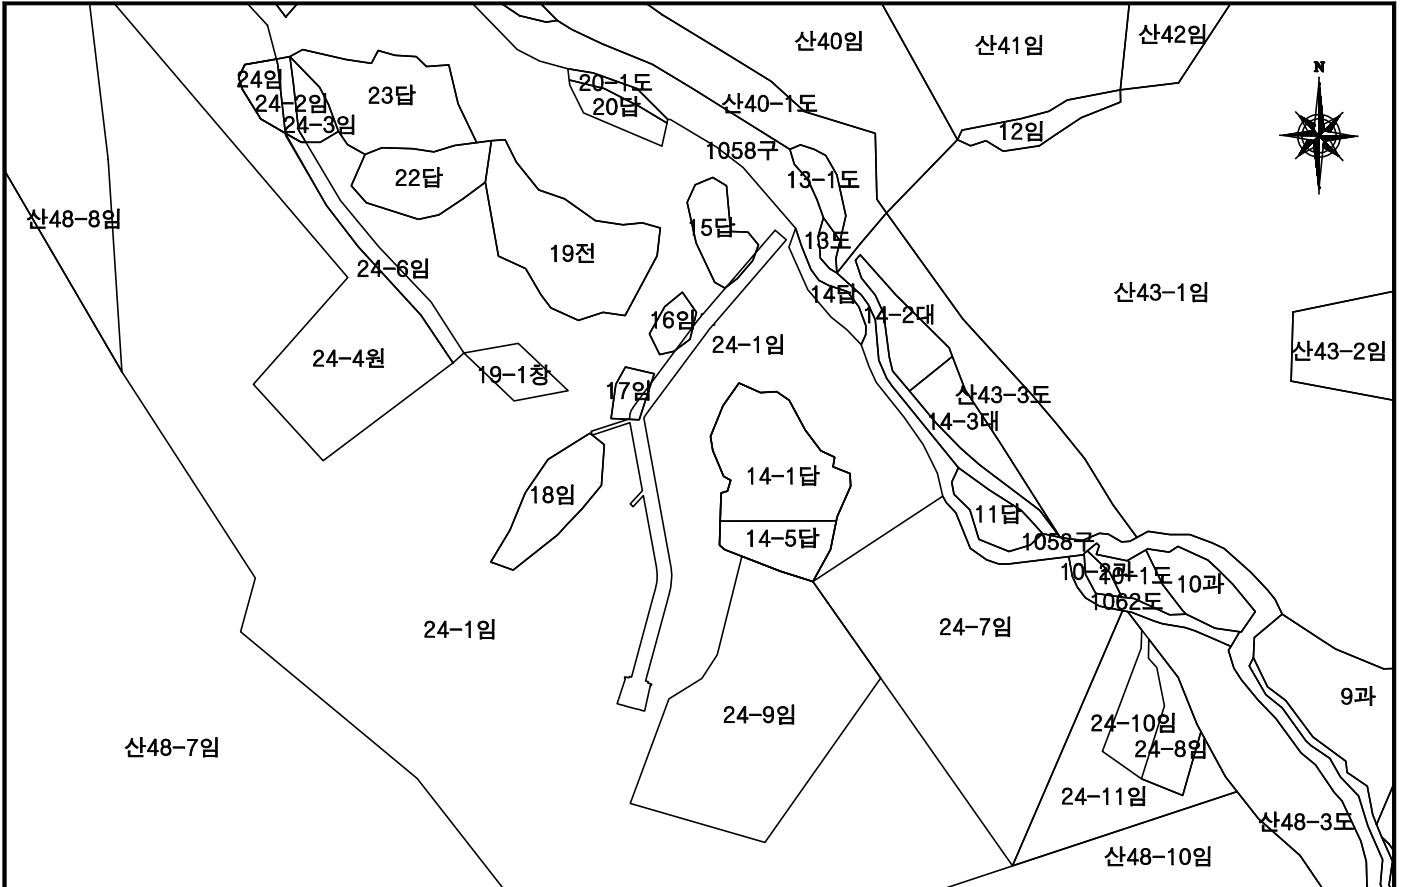 산40임
산41임
산42임
N
24임
20-1도
23답
24-2임
20답
산40-1도
24-3임
12임
1058구
22답
13-1도
산48-8임
15답
13도
19전
24-6임
산43-1임
14답
14-2대
16임
24-1임
산43-2임
24-4원
19-1창
17임
산43-3도
14-3대
14-1답
18임
11답
14-5답
1058구
10-2과
10-1도
10과
1062도
24-1임
24-7임
9과
24-9임
24-10임
산48-7임
24-8임
24-11임
산48-3도
산48-10임